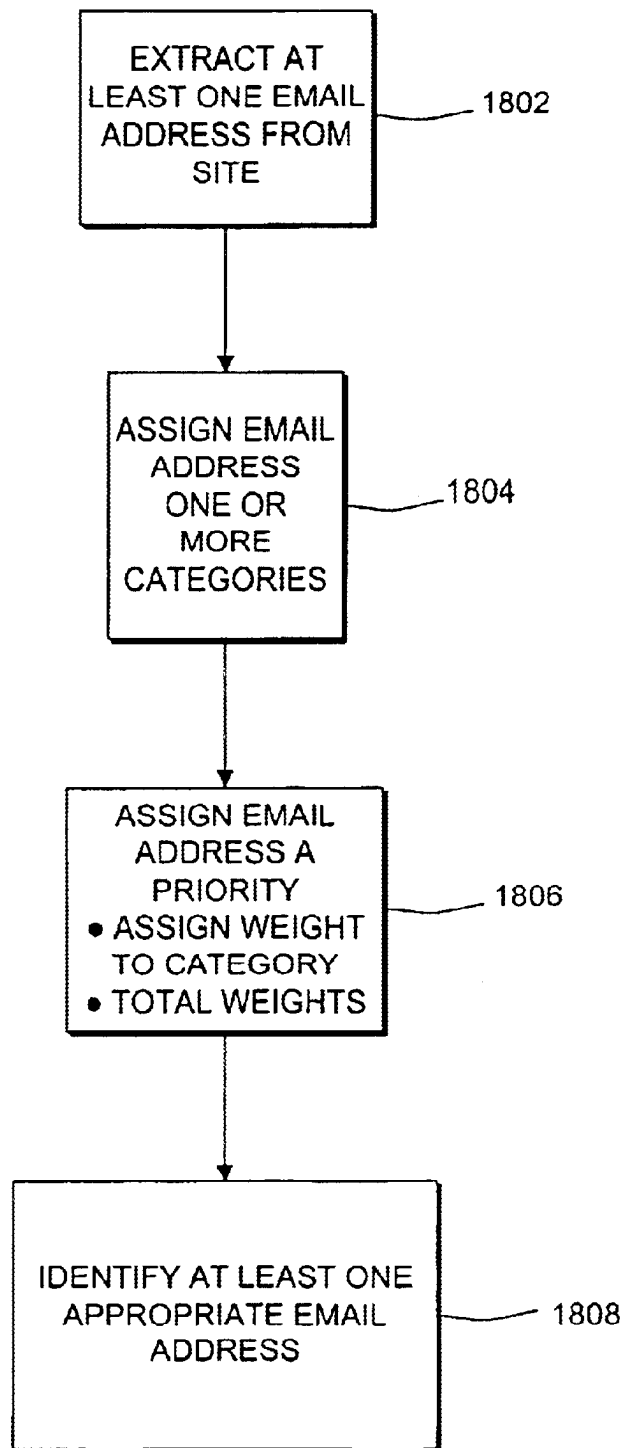 EXTRACT AT
LEAST ONE EMAIL
ADDRESS FROM
SITE
1802
ASSIGN EMAIL
ADDRESS
ONE OR
MORE
CATEGORIES
1804
ASSIGN EMAIL
ADDRESS A
PRIORITY
• ASSIGN WEIGHT
TO CATEGORY
• TOTAL WEIGHTS
1806
IDENTIFY AT LEAST ONE
APPROPRIATE EMAIL
ADDRESS
1808